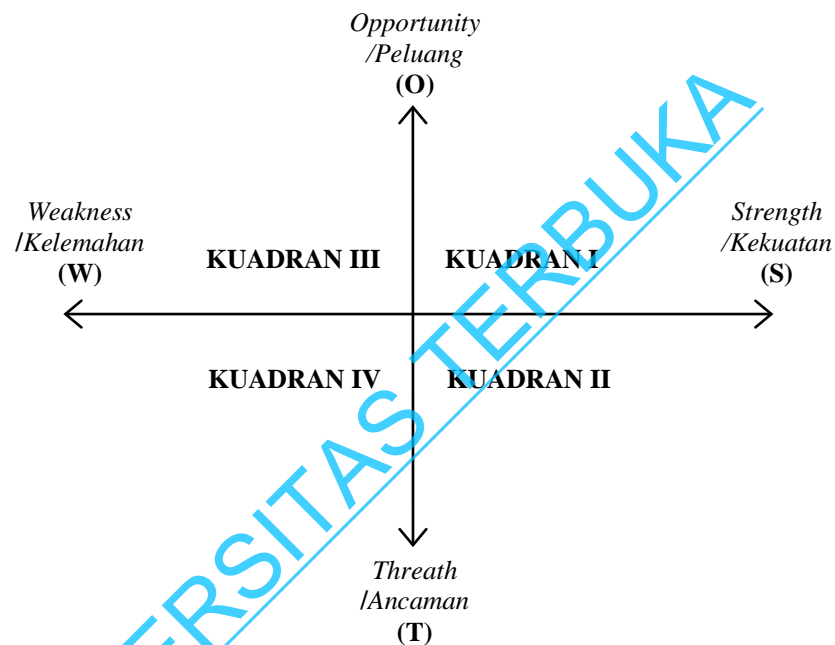 Opportunity
/Peluang
(O)
Weakness
/Kelemahan
(W)
Strength
/Kekuatan
(S)
KUADRAN III
KUADRAN I
KUADRAN IV
KUADRAN II
Threath
/Ancaman
(T)
ERSITAS TERBUKA